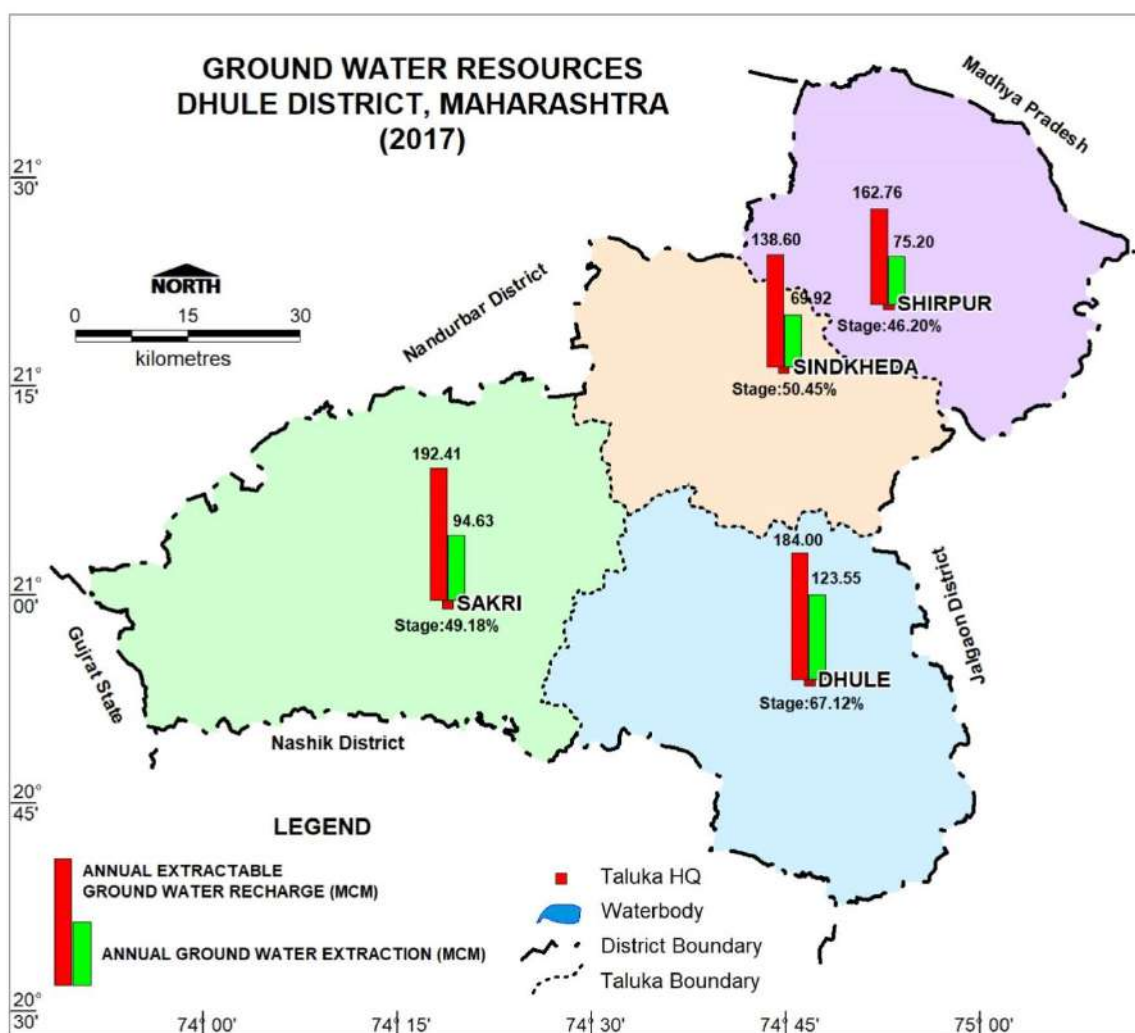 GROUND WATER RESOURCES
DHULE DISTRICT, MAHARASHTRA
(2017)
Madhya Pradesh
21°
30'
162.76
75.20
SHIRPUR
Stage:46.20%
138.60
69.92
SINDKHEDA
Stage:50.45%
NORTH
0 15 30
kilometres
Nandurbar District
21°
15'
192.41
94.63
SAKRI
Stage:49.18%
184.00
123.55
DHULE
Stage:67.12%
Jalgaon District
21°
00'
Gujrat State
Nashik District
20°
45'
LEGEND
ANNUAL EXTRACTABLE
GROUND WATER RECHARGE (MCM)
ANNUAL GROUND WATER EXTRACTION (MCM)
Taluka HQ
Waterbody
District Boundary
Taluka Boundary
20°
30'
74°00' 74°15' 74°30' 74°45' 75°00'